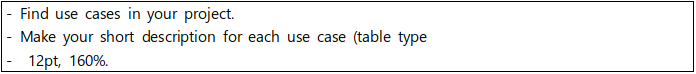 - Find use cases in your project.
- Make your short description for each use case (table type
- 12pt, 160%.